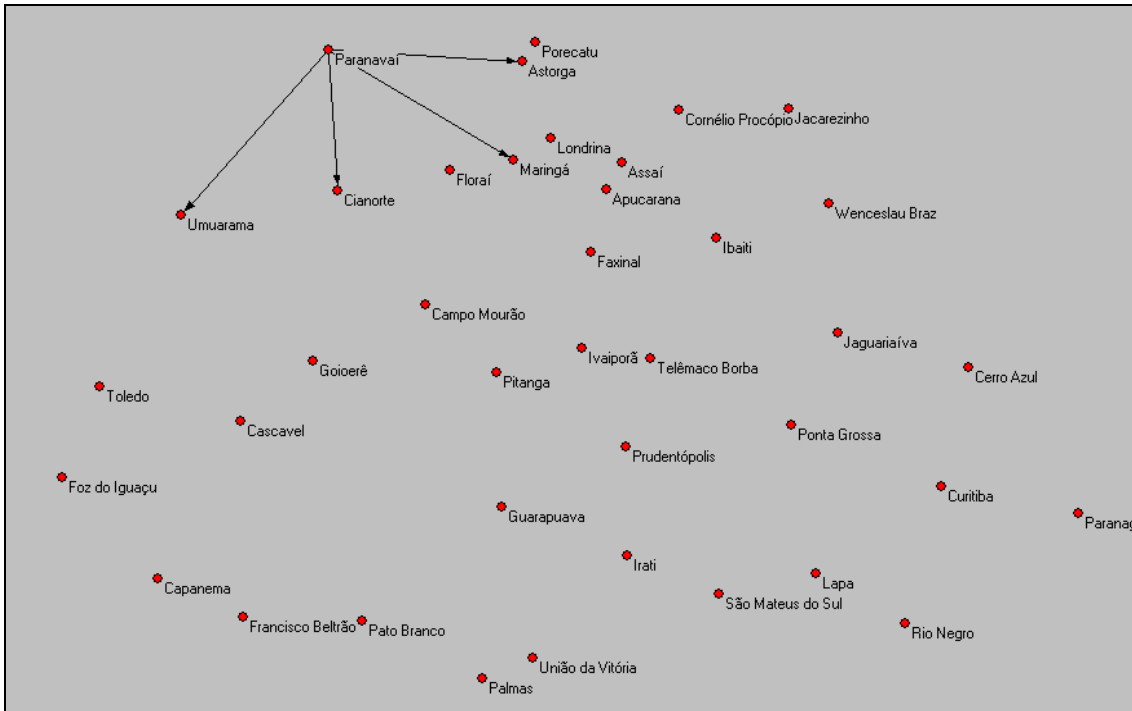 Porecatu
Paranavaí
Astorga
Cornélio Procópio
Jacarezinho
Londrina
Maringá
Assaí
Floraí
Cianorte
Apucarana
Umuarama
Wenceslau Braz
Ibaiti
Faxinal
Campo Mourão
Jaguariaíva
Ivaiporã
Goioerê
Telêmaco Borba
Cerro Azul
Pitanga
Toledo
Cascavel
Ponta Grossa
Prudentópolis
Foz do Iguaçu
Curitiba
Guarapuava
Paranag
Irati
Lapa
Capanema
São Mateus do Sul
Francisco Beltrão
Pato Branco
Rio Negro
União da Vitória
Palmas